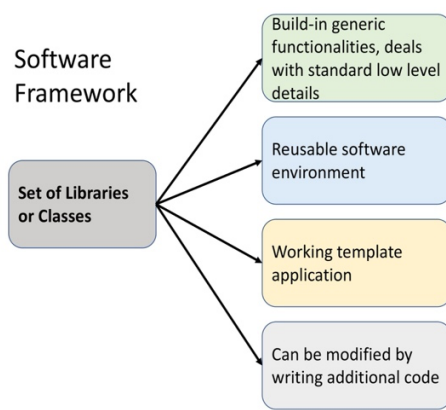 Software
Framework
Set of Libraries
or Classes
Build-in generic
functionalities, deals
with standard low level
details
Reusable software
environment
Working template
application
Can be modified by
writing additional code